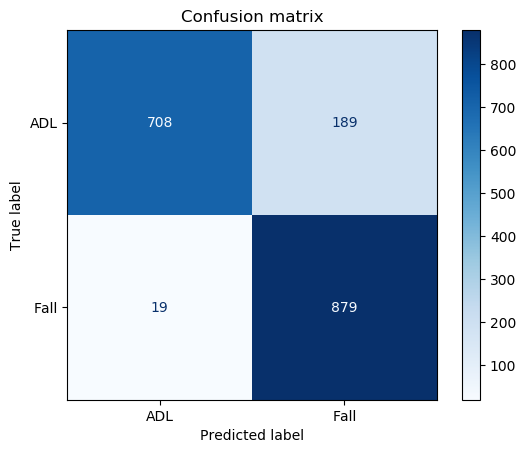 Confusion matrix
ADL
708
189
Fall
19
879
ADL
Fall
Predicted label
True label
800
700
600
500
400
300
200
100